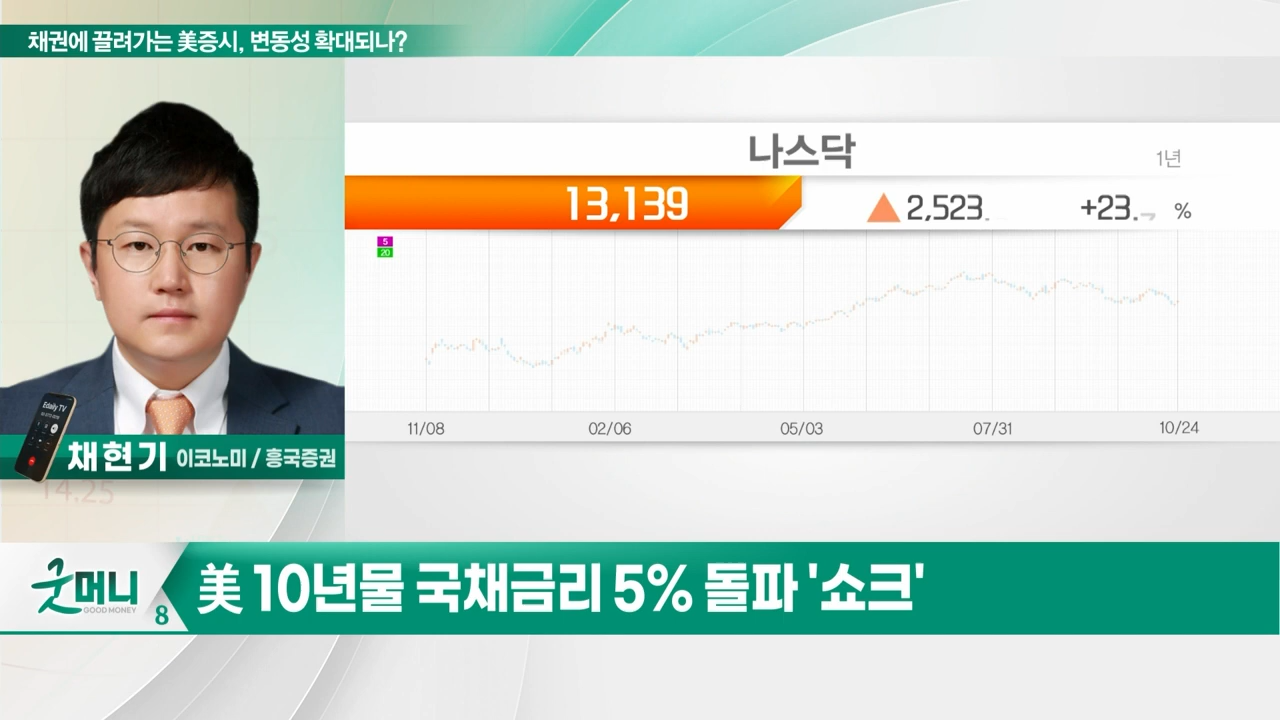 채권에 끌려가는 美증시, 변동성 확대되나?
나스닥
1년
13,139
▲ 2,523.
+23. %
5
20
11/08 02/06 05/03 07/31 10/24
Edaily TV
채현기 이코노미 / 흥국증권
14.25
굿머니
GOOD MONEY
8
美 10년물 국채금리 5% 돌파 '쇼크'